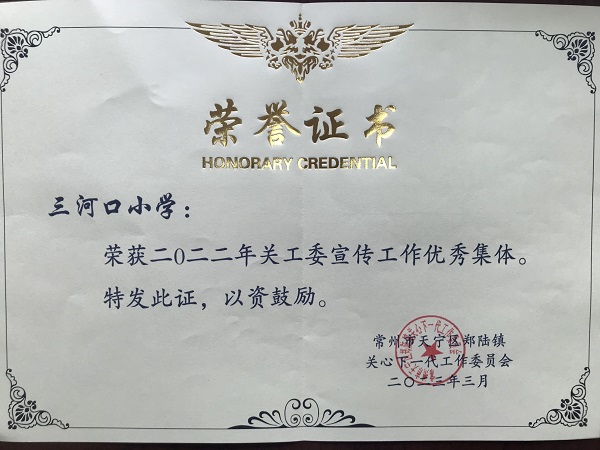 荣誉证书
HONORARY CREDENTIAL
三河口小学：
荣获二0二二年关工委宣传工作优秀集体。
特发此证，以资鼓励。
常州市天宁区郑陆镇
关心下一代工作委员会
二〇二二年三月